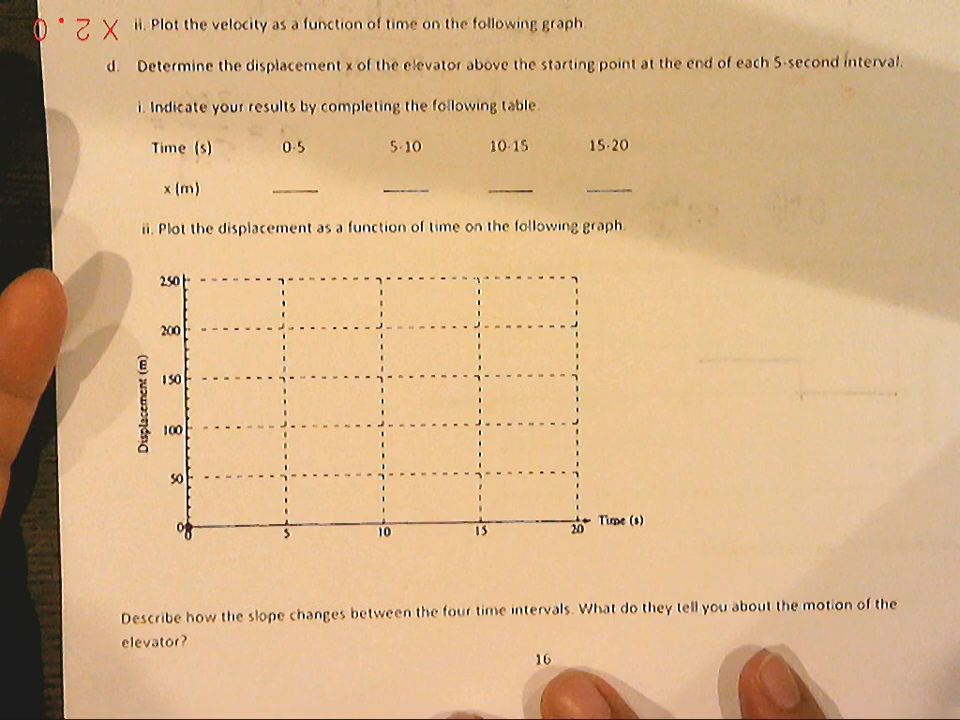 X 2.0
ii. Plot the velocity as a function of time on the following graph.
d. Determine the displacement x of the elevator above the starting point at the end of each 5-second interval.
i. Indicate your results by completing the following table.
Time (s) 0-5 5-10 10-15 15-20
x (m)
ii. Plot the displacement as a function of time on the following graph.
250
200
150
100
50
0
Displacement (m)
0 5 10 15 20
Time (s)
Describe how the slope changes between the four time intervals. What do they tell you about the motion of the
elevator?
16